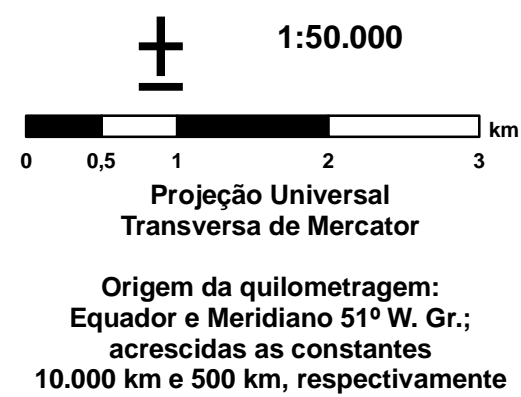 1:50.000
km
0 0,5 1 2 3
Projeção Universal
Transversa de Mercator
Origem da quilometragem:
Equador e Meridiano 51º W. Gr.;
acrescidas as constantes
10.000 km e 500 km, respectivamente